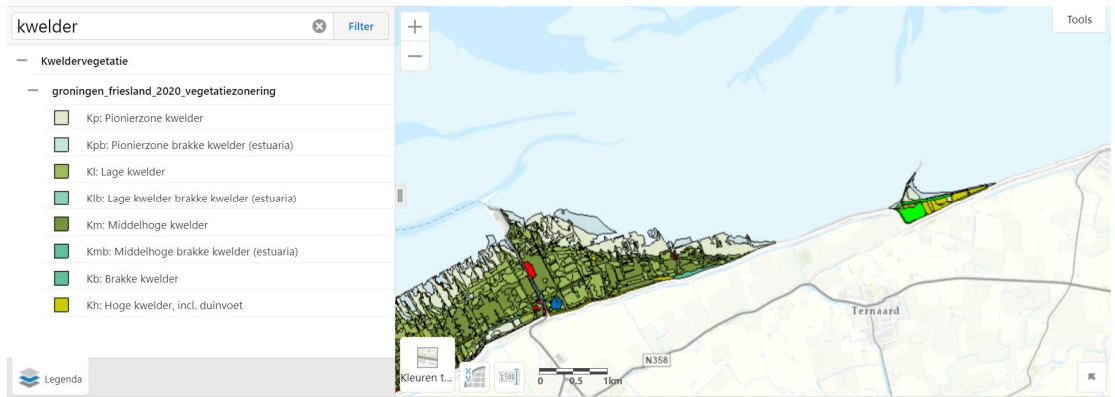 kwelder
Filter
Kweldervegetatie
groningen_friesland_2020_vegetatiezonering
Kp: Pionierzone kwelder
Kpb: Pionierzone brakke kwelder (estuaria)
Kl: Lage kwelder
Klb: Lage kwelder brakke kwelder (estuaria)
Km: Middelhoge kwelder
Kmb: Middelhoge brakke kwelder (estuaria)
Kb: Brakke kwelder
Kh: Hoge kwelder, incl. duinvoet
Legenda
Tools
Ternaard
N358
Kleuren t...
X Y
1:500
0 0.5 1km